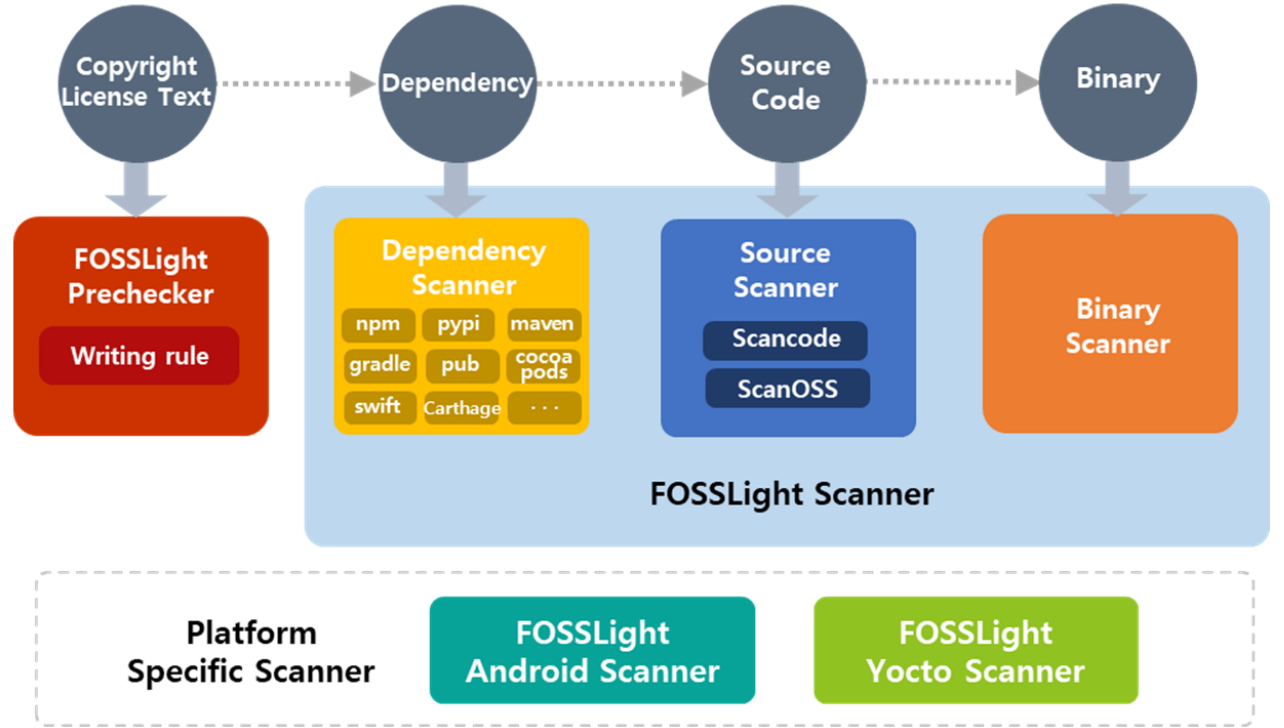 Copyright
License Text
Dependency
Source
Code
Binary
FOSSLight
Prechecker
Writing rule
Dependency
Scanner
npm
pypi
maven
gradle
pub
cocoa
pods
swift
Carthage
...
Source
Scanner
Scancode
ScanOSS
Binary
Scanner
FOSSLight Scanner
Platform
Specific Scanner
FOSSLight
Android Scanner
FOSSLight
Yocto Scanner